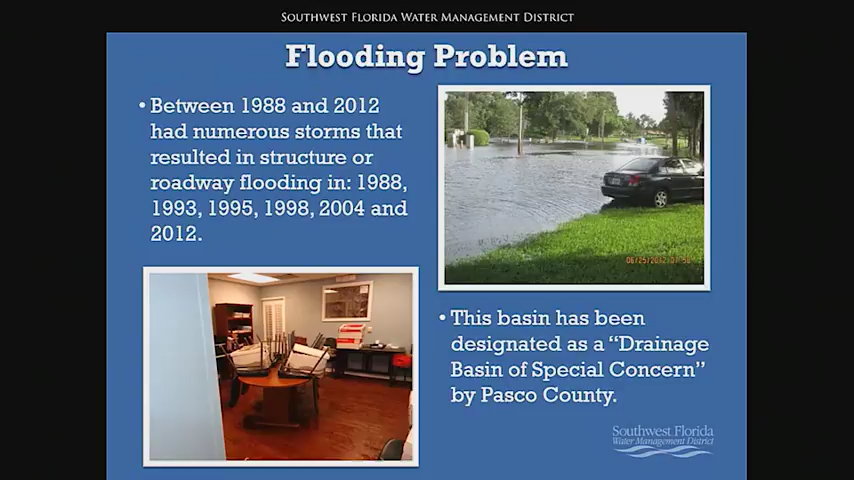 Southwest Florida Water Management District
Flooding Problem
• Between 1988 and 2012
had numerous storms that
resulted in structure or
roadway flooding in: 1988,
1993, 1995, 1998, 2004 and
2012.
• This basin has been
designated as a “Drainage
Basin of Special Concern”
by Pasco County.
Southwest Florida
Water Management District